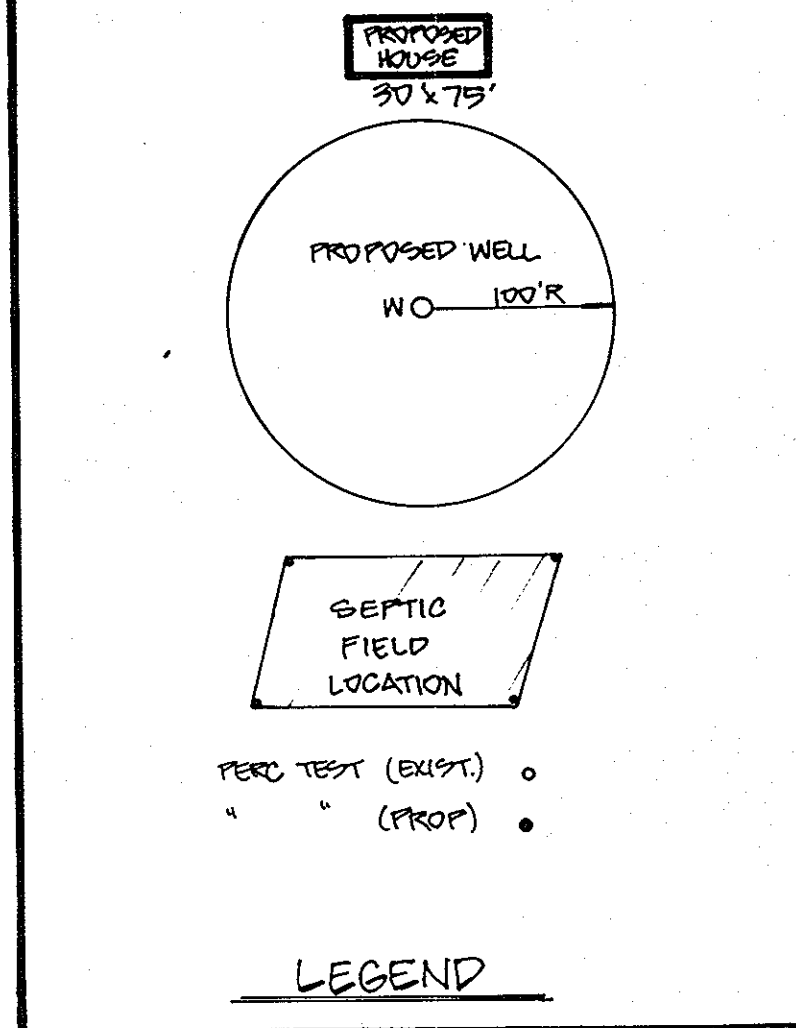 PROPOSED
HOUSE
30'x75'
PROPOSED WELL
W 100'R
SEPTIC
FIELD
LOCATION
PERC TEST (EXIST.)
" " (PROP)
LEGEND